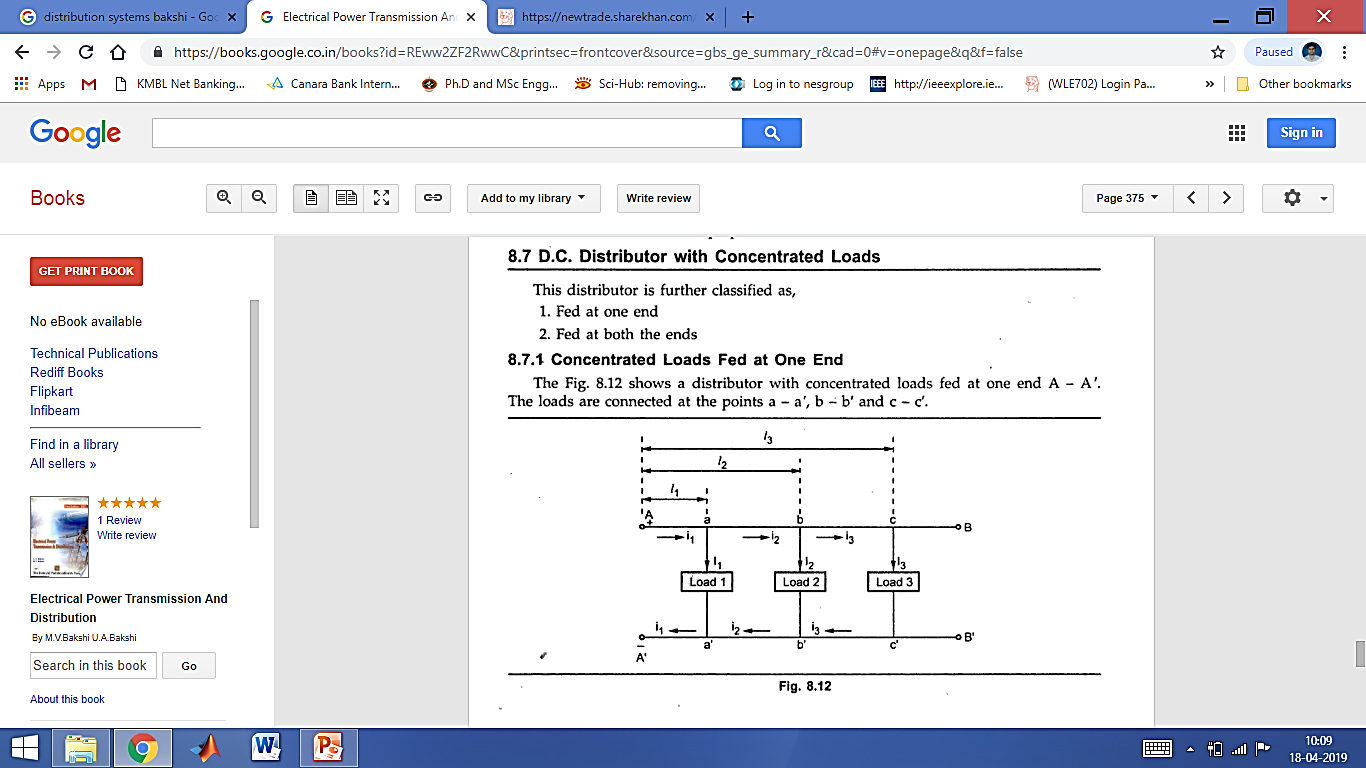 distribution systems bakshi - Goo
Electrical Power Transmission An
https://newtrade.sharekhan.com/
https://books.google.co.in/books?id=REww2ZF2RwwC&printsec=frontcover&source=gbs_ge_summary_r&cad=0#v=onepage&q&f=false
Paused
Apps
KMBL Net Banking...
Canara Bank Intern...
Ph.D and MSc Engg...
Sci-Hub: removing...
Log in to nesgroup
IEEE http://ieeexplore.ie...
(WLE702) Login Pa...
»
Other bookmarks
Google
Sign in
Books
Add to my library
Write review
Page 375
GET PRINT BOOK
No eBook available
Technical Publications
Rediff Books
Flipkart
Infibeam
Find in a library
All sellers »
1 Review
Write review
Electrical Power Transmission And
Distribution
By M.V.Bakshi U.A.Bakshi
Search in this book
Go
About this book
8.7 D.C. Distributor with Concentrated Loads
This distributor is further classified as,
1. Fed at one end
2. Fed at both the ends
8.7.1 Concentrated Loads Fed at One End
The Fig. 8.12 shows a distributor with concentrated loads fed at one end A – A′.
The loads are connected at the points a – a′, b – b′ and c – c′.
l3
l2
l1
A a b c B
+
i1 i2 i3
I1 I2 I3
Load 1 Load 2 Load 3
i1 i2 i3
– a' b' c' B'
A'
Fig. 8.12
10:09
18-04-2019